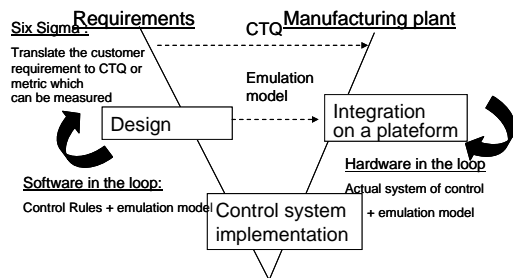 Requirements
Manufacturing plant
Six Sigma :
Translate the customer
requirement to CTQ or
metric which
can be measured
CTQ
Emulation
model
Design
Integration
on a plateform
Software in the loop:
Control Rules + emulation model
Hardware in the loop
Actual system of control
+ emulation model
Control system
implementation